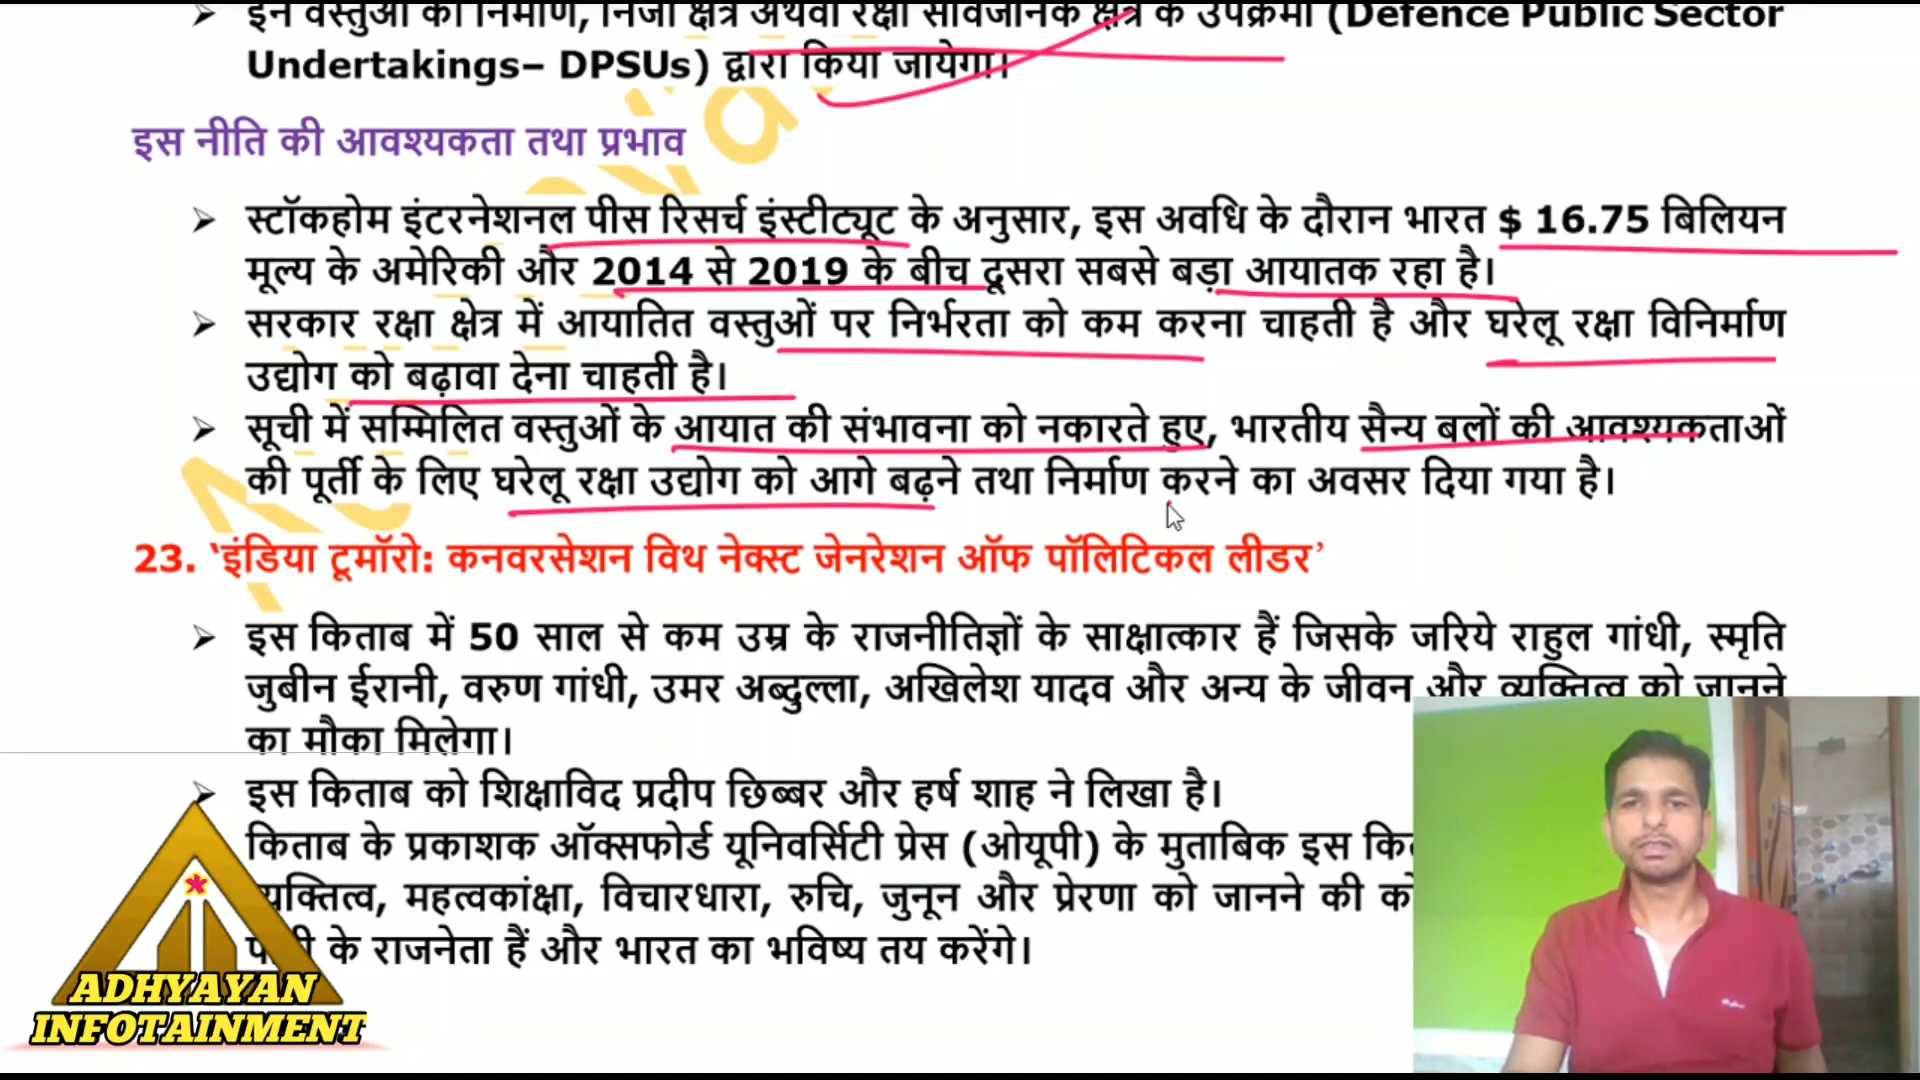 इन वस्तुओं का निर्माण, निजी क्षेत्र अथवा रक्षा सार्वजनिक क्षेत्र के उपक्रमों (Defence Public Sector
Undertakings– DPSUs) द्वारा किया जायेगा।
इस नीति की आवश्यकता तथा प्रभाव
स्टॉकहोम इंटरनेशनल पीस रिसर्च इंस्टीट्यूट के अनुसार, इस अवधि के दौरान भारत $ 16.75 बिलियन
मूल्य के अमेरिकी और 2014 से 2019 के बीच दूसरा सबसे बड़ा आयातक रहा है।
सरकार रक्षा क्षेत्र में आयातित वस्तुओं पर निर्भरता को कम करना चाहती है और घरेलू रक्षा विनिर्माण
उद्योग को बढ़ावा देना चाहती है।
सूची में सम्मिलित वस्तुओं के आयात की संभावना को नकारते हुए, भारतीय सैन्य बलों की आवश्यकताओं
की पूर्ती के लिए घरेलू रक्षा उद्योग को आगे बढ़ने तथा निर्माण करने का अवसर दिया गया है।
23. ‘इंडिया टूमॉरो: कनवरसेशन विथ नेक्स्ट जेनरेशन ऑफ पॉलिटिकल लीडर’
इस किताब में 50 साल से कम उम्र के राजनीतिज्ञों के साक्षात्कार हैं जिसके जरिये राहुल गांधी, स्मृति
जुबीन ईरानी, वरुण गांधी, उमर अब्दुल्ला, अखिलेश यादव और अन्य के जीवन और व्यक्तित्व को जानने
का मौका मिलेगा।
इस किताब को शिक्षाविद प्रदीप छिब्बर और हर्ष शाह ने लिखा है।
किताब के प्रकाशक ऑक्सफोर्ड यूनिवर्सिटी प्रेस (ओयूपी) के मुताबिक इस
व्यक्तित्व, महत्वकांक्षा, विचारधारा, रुचि, जुनून और प्रेरणा को जानने की
के राजनेता हैं और भारत का भविष्य तय करेंगे।
ADHYAYAN
INFOTAINMENT